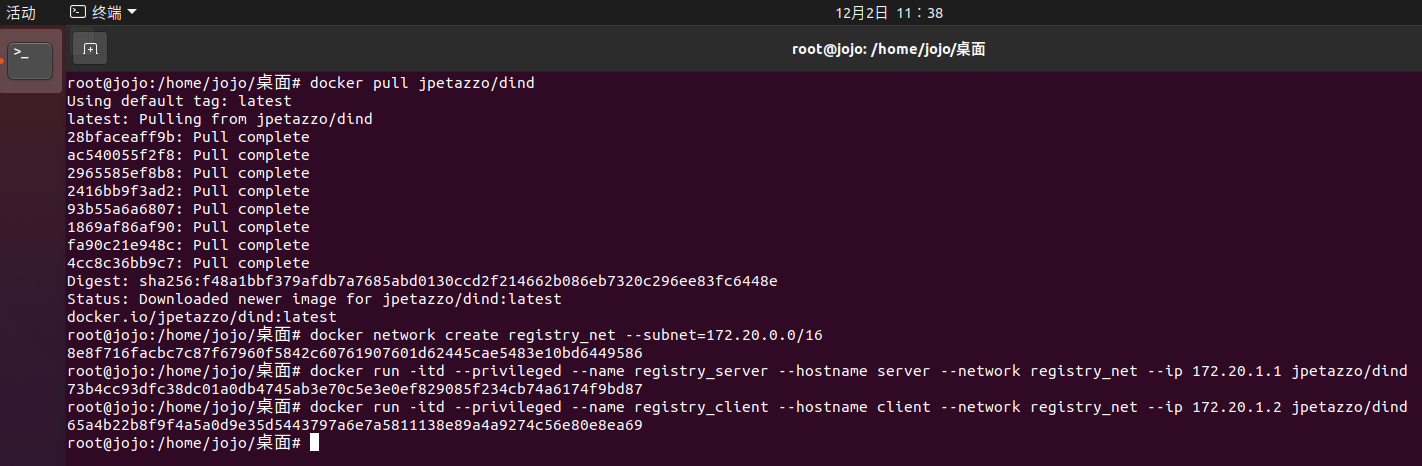 活动 终端 12月2日 11：38
root@jojo: /home/jojo/桌面
>_
root@jojo:/home/jojo/桌面# docker pull jpetazzo/dind
Using default tag: latest
latest: Pulling from jpetazzo/dind
28bfaceaff9b: Pull complete
ac540055f2f8: Pull complete
2965585ef8b8: Pull complete
2416bb9f3ad2: Pull complete
93b55a6a6807: Pull complete
1869af86af90: Pull complete
fa90c21e948c: Pull complete
4cc8c36bb9c7: Pull complete
Digest: sha256:f48a1bbf379afdb7a7685abd0130ccd2f214662b086eb7320c296ee83fc6448e
Status: Downloaded newer image for jpetazzo/dind:latest
docker.io/jpetazzo/dind:latest
root@jojo:/home/jojo/桌面# docker network create registry_net --subnet=172.20.0.0/16
8e8f716facbc7c87f67960f5842c60761907601d62445cae5483e10bd6449586
root@jojo:/home/jojo/桌面# docker run -itd --privileged --name registry_server --hostname server --network registry_net --ip 172.20.1.1 jpetazzo/dind
73b4cc93dfc38dc01a0db4745ab3e70c5e3e0ef829085f234cb74a6174f9bd87
root@jojo:/home/jojo/桌面# docker run -itd --privileged --name registry_client --hostname client --network registry_net --ip 172.20.1.2 jpetazzo/dind
65a4b22b8f9f4a5a0d9e35d5443797a6e7a5811138e89a4a9274c56e80e8ea69
root@jojo:/home/jojo/桌面#